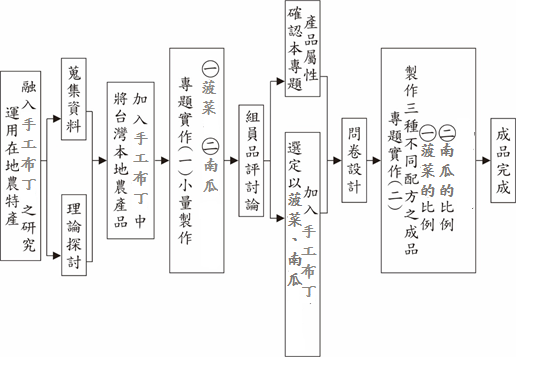 運用在地農特產
融入手工布丁之研究
蒐集資料
理論探討
將台灣本地農產品
加入手工布丁中
專題實作(一)小量製作
㊀菠菜 ㊁南瓜
組員品評討論
確認本專題
產品屬性
選定以菠菜、南瓜
加入手工布丁
問卷設計
製作三種不同配方之成品
專題實作(二)
㊀菠菜的比例
㊁南瓜的比例
成品完成